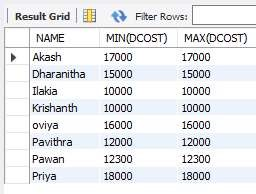 Result Grid Filter Rows:
NAME MIN(DCOST) MAX(DCOST)
Akash 17000 17000
Dharanitha 15000 15000
Ilakia 10000 10000
Krishanth 10000 10000
oviya 16000 16000
Pavithra 12000 12000
Pawan 12300 12300
Priya 18000 18000